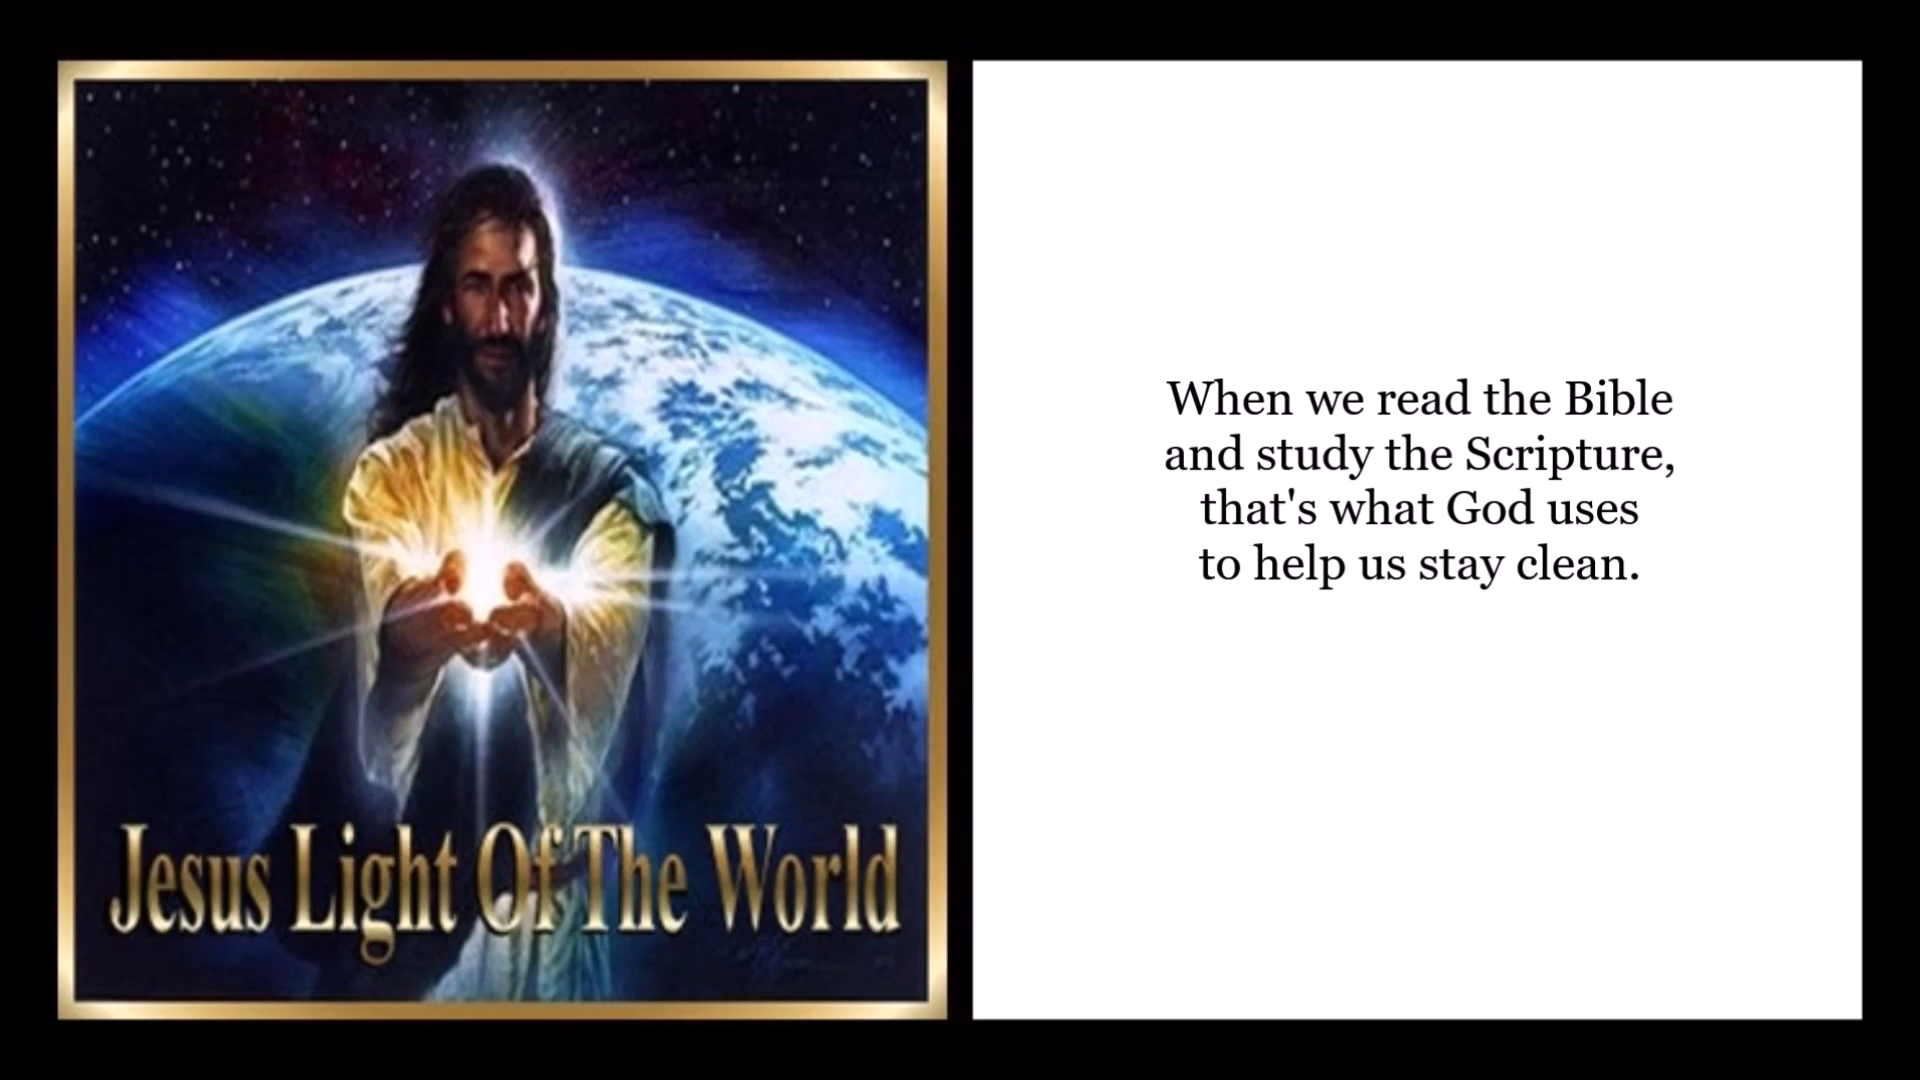 Jesus Light Of The World
When we read the Bible
and study the Scripture,
that's what God uses
to help us stay clean.